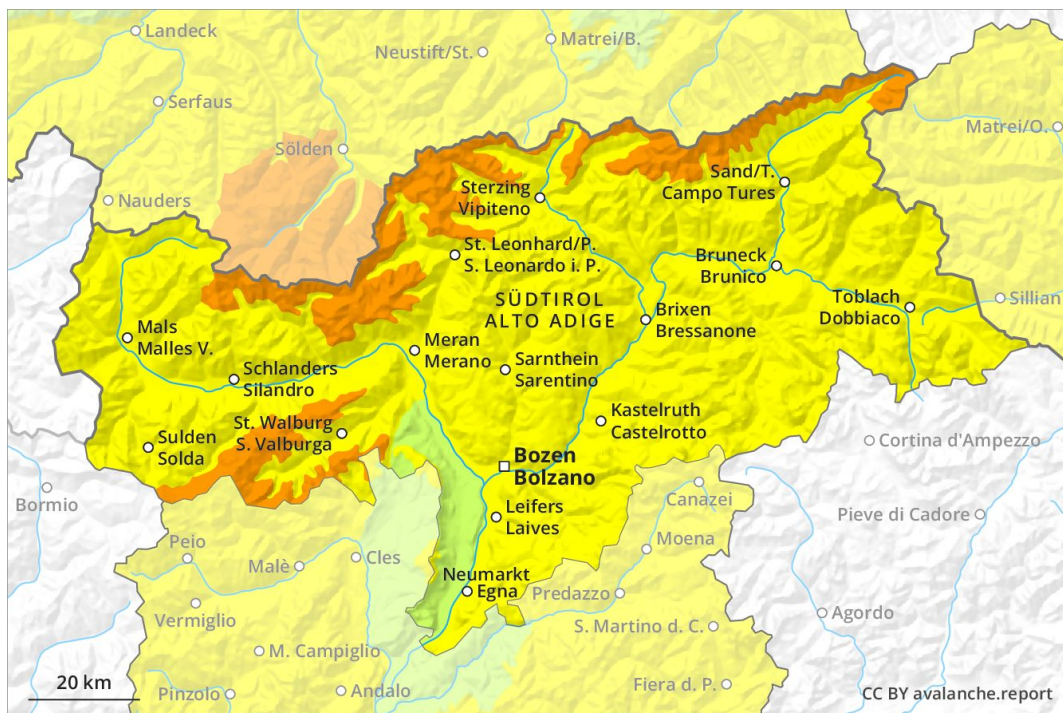 Landeck
Matrei/B.
Neustift/St.
Serfaus
Matrei/O.
Sölden
Sand/T.
Campo Tures
Sterzing
Vipiteno
Nauders
St. Leonhard/P.
S. Leonardo i. P.
Bruneck
Brunico
SÜDTIROL
ALTO ADIGE
Toblach
Dobbiaco
Sillian
Brixen
Bressanone
Mals
Malles V.
Meran
Merano
Sarnthein
Sarentino
Schlanders
Silandro
St. Walburg
S. Valburga
Kastelruth
Castelrotto
Sulden
Solda
Cortina d'Ampezzo
Bozen
Bolzano
Bormio
Canazei
Leifers
Laives
Pieve di Cadore
Moena
Peio
Malè
Cles
Neumarkt
Egna
Predazzo
Vermiglio
Agordo
S. Martino d. C.
M. Campiglio
20 km
Pinzolo
Andalo
Fiera d. P.
CC BY avalanche.report